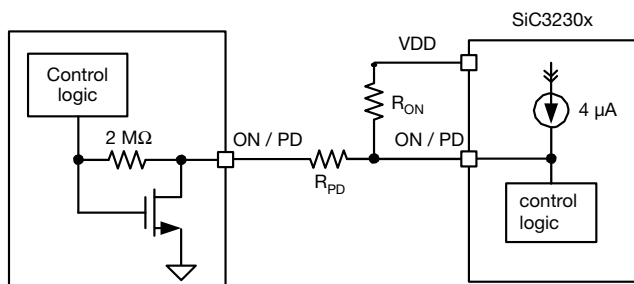 SiC3230x
VDD
Control
logic
R_ON
4 µA
2 MΩ
ON / PD
ON / PD
R_PD
control
logic